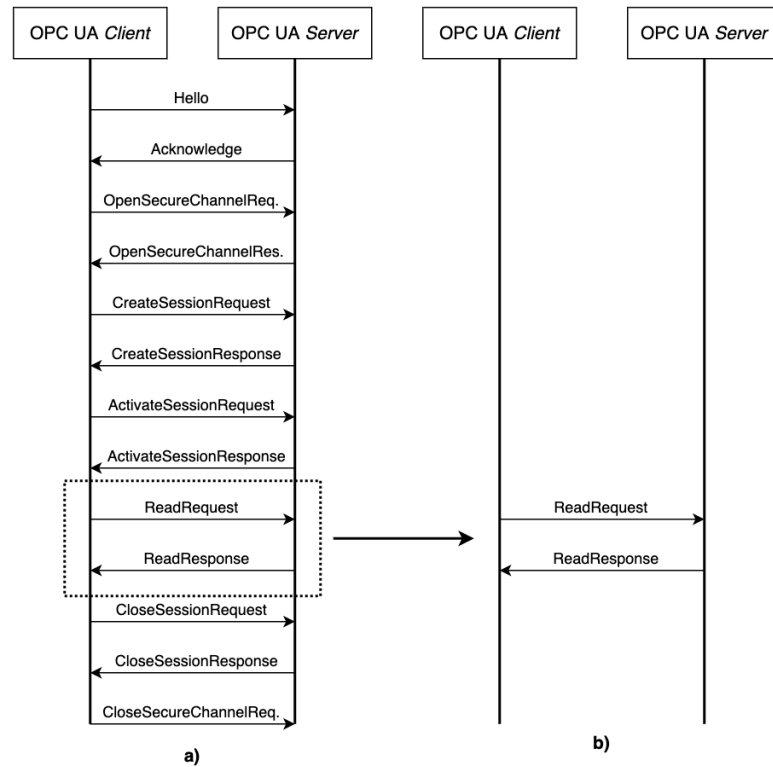 OPC UA Client
OPC UA Server
Hello
Acknowledge
OpenSecureChannelReq.
OpenSecureChannelRes.
CreateSessionRequest
CreateSessionResponse
ActivateSessionRequest
ActivateSessionResponse
ReadRequest
ReadResponse
CloseSessionRequest
CloseSessionResponse
CloseSecureChannelReq.
a)
OPC UA Client
OPC UA Server
ReadRequest
ReadResponse
b)